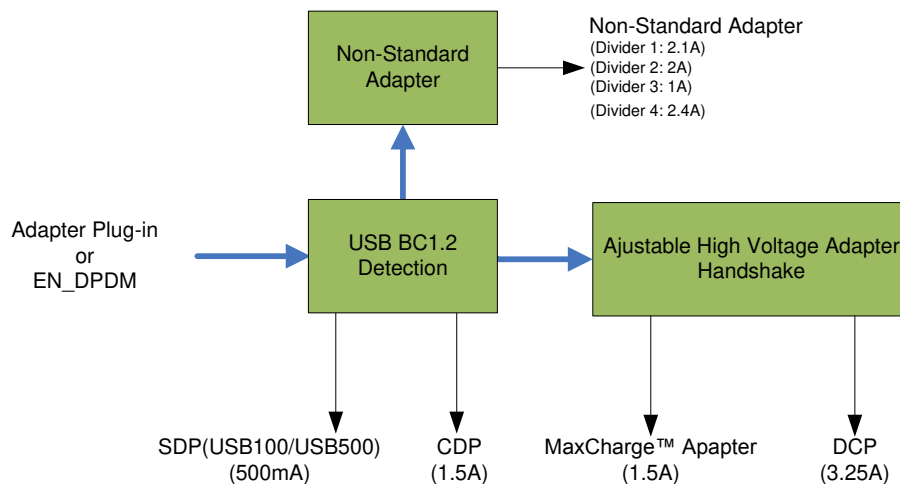 Non-Standard
Adapter
Non-Standard Adapter
(Divider 1: 2.1A)
(Divider 2: 2A)
(Divider 3: 1A)
(Divider 4: 2.4A)
Adapter Plug-in
or
EN_DPDM
USB BC1.2
Detection
Ajustable High Voltage Adapter
Handshake
SDP(USB100/USB500)
(500mA)
CDP
(1.5A)
MaxCharge™ Apapter
(1.5A)
DCP
(3.25A)